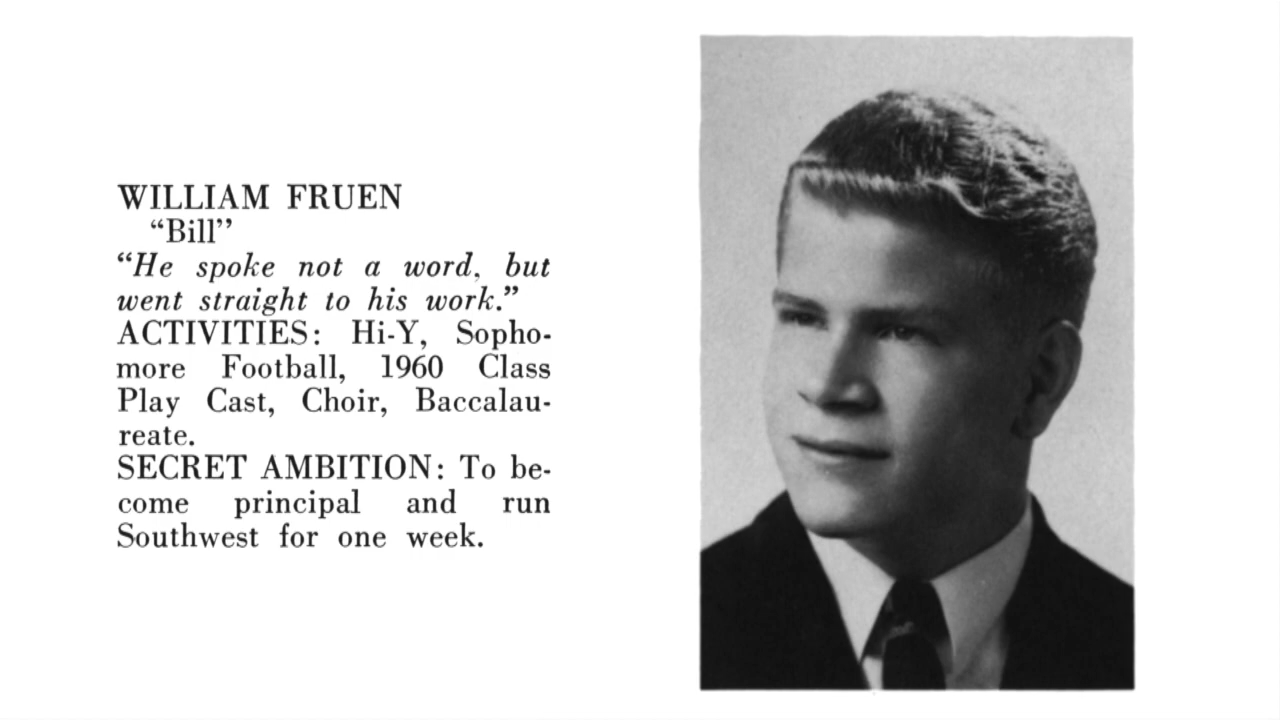 WILLIAM FRUEN
“Bill”
“He spoke not a word, but
went straight to his work.”
ACTIVITIES: Hi-Y, Sopho-
more Football, 1960 Class
Play Cast, Choir, Baccalau-
reate.
SECRET AMBITION: To be-
come principal and run
Southwest for one week.